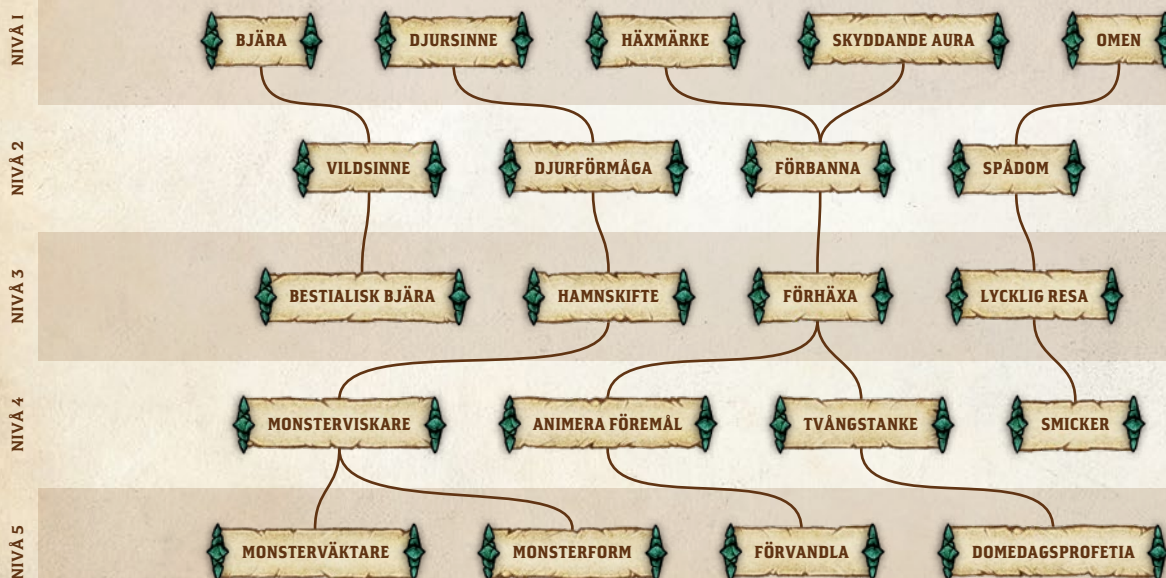 NIVÅ 1
BJÄRA
DJURSINNE
HÄXMÄRKE
SKYDDANDE AURA
OMEN
NIVÅ 2
VILDSINNE
DJURFÖRMÅGA
FÖRBANNA
SPÅDOM
NIVÅ 3
BESTIALISK BJÄRA
HAMNSKIFTE
FÖRHÄXA
LYCKLIG RESA
NIVÅ 4
MONSTERVISKARE
ANIMERA FÖREMÅL
TVÅNGSTANKE
SMICKER
NIVÅ 5
MONSTERVÄKTARE
MONSTERFORM
FÖRVANDLA
DOMEDAGSPROFETIA